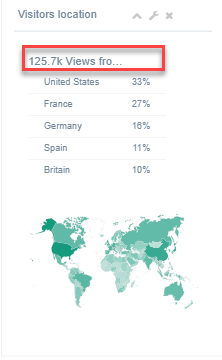 Visitors location
125.7k Views fro...
United States 33%
France 27%
Germany 16%
Spain 11%
Britain 10%